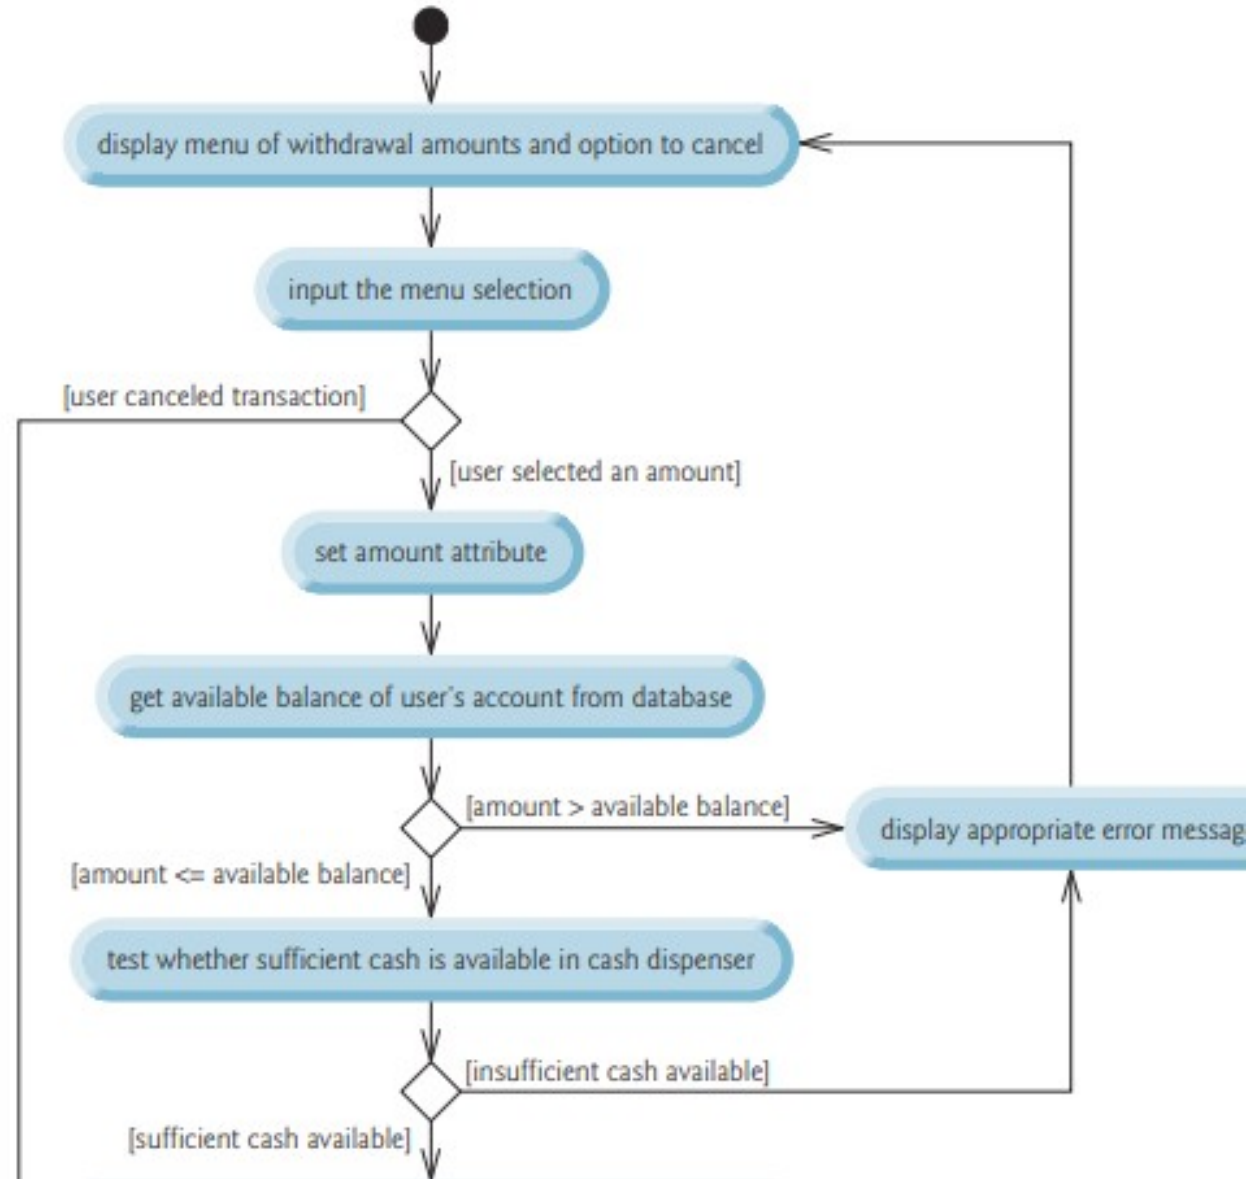 display menu of withdrawal amounts and option to cancel
input the menu selection
[user canceled transaction]
[user selected an amount]
set amount attribute
get available balance of user's account from database
[amount > available balance]
display appropriate error messag
[amount <= available balance]
test whether sufficient cash is available in cash dispenser
[insufficient cash available]
[sufficient cash available]